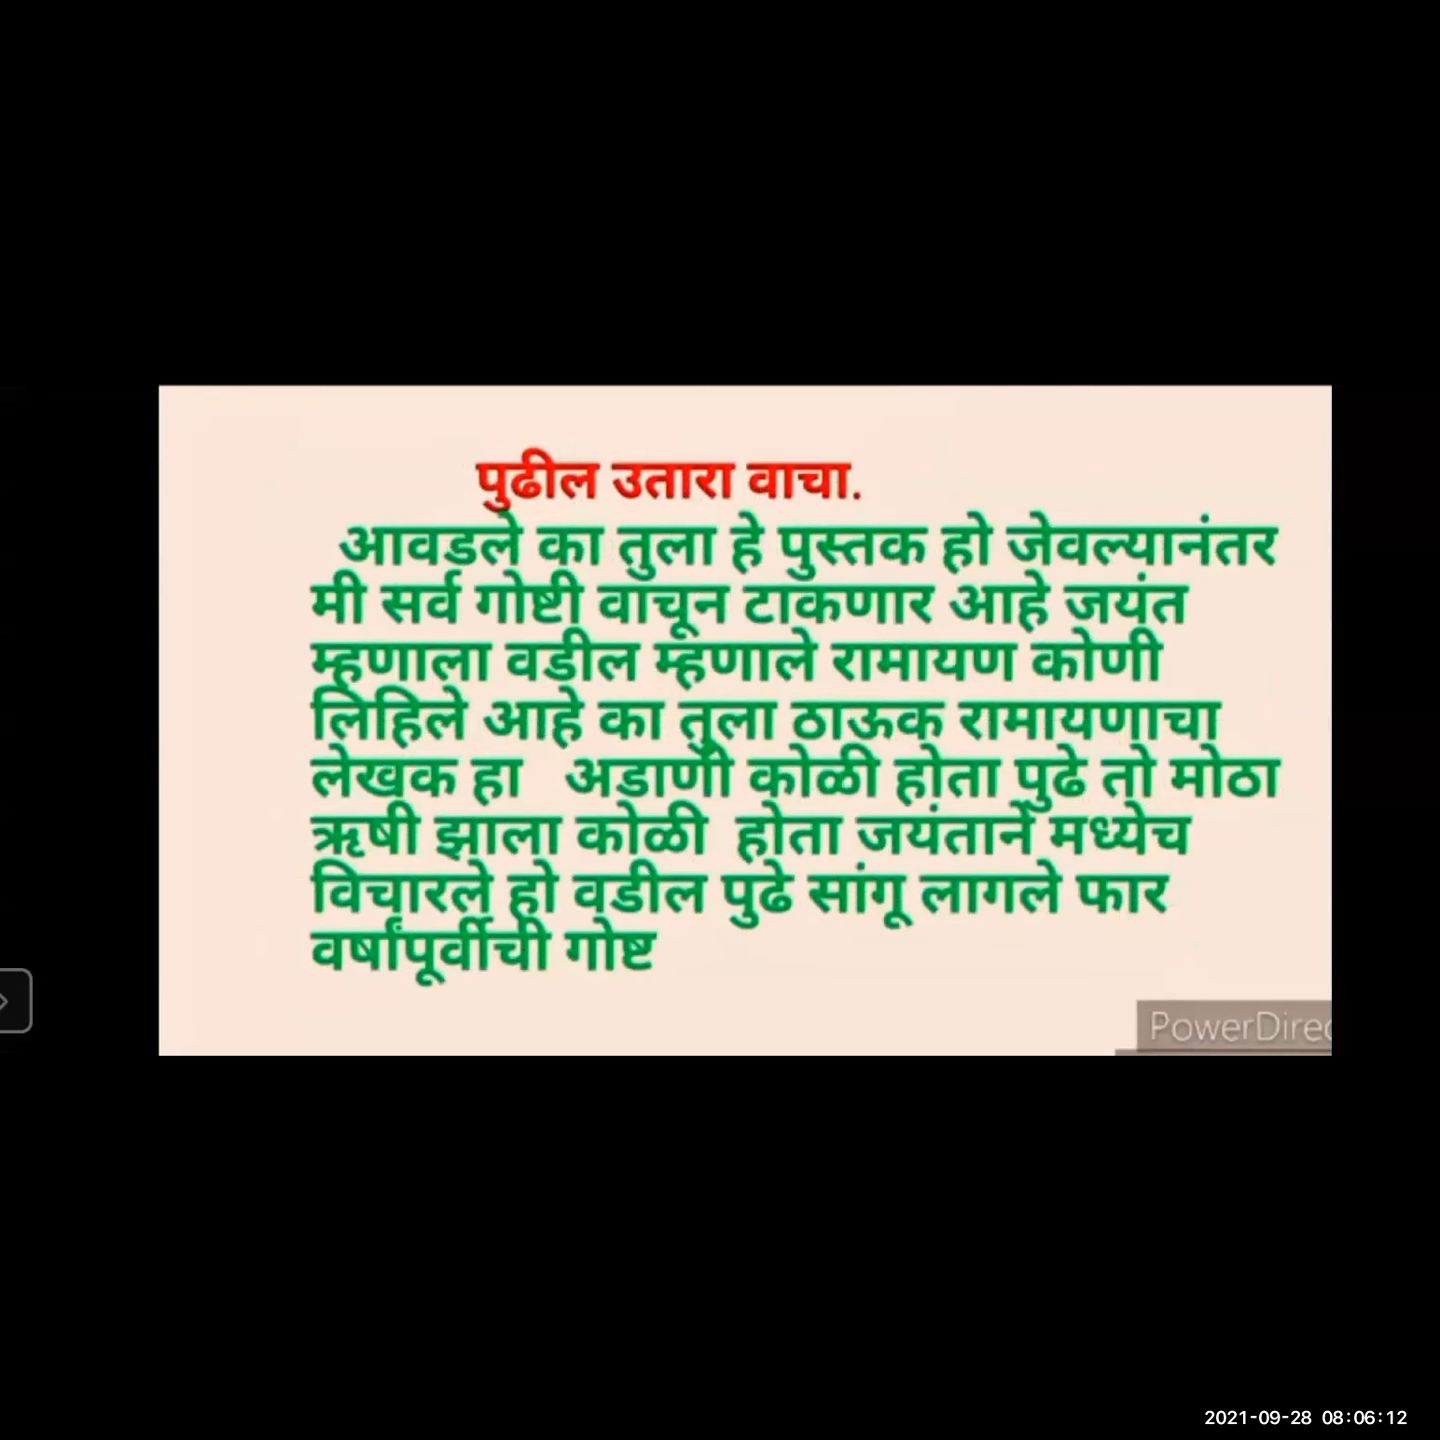 पुढील उतारा वाचा.
आवडले का तुला हे पुस्तक हो जेवल्यानंतर
मी सर्व गोष्टी वाचून टाकणार आहे जयंत
म्हणाला वडील म्हणाले रामायण कोणी
लिहिले आहे का तुला ठाऊक रामायणाचा
लेखक हा अडाणी कोळी होता पुढे तो मोठा
ऋषी झाला कोळी होता जयंताने मध्येच
विचारले हो वडील पुढे सांगू लागले फार
वर्षांपूर्वीची गोष्ट
PowerDirec
2021-09-28 08:06:12